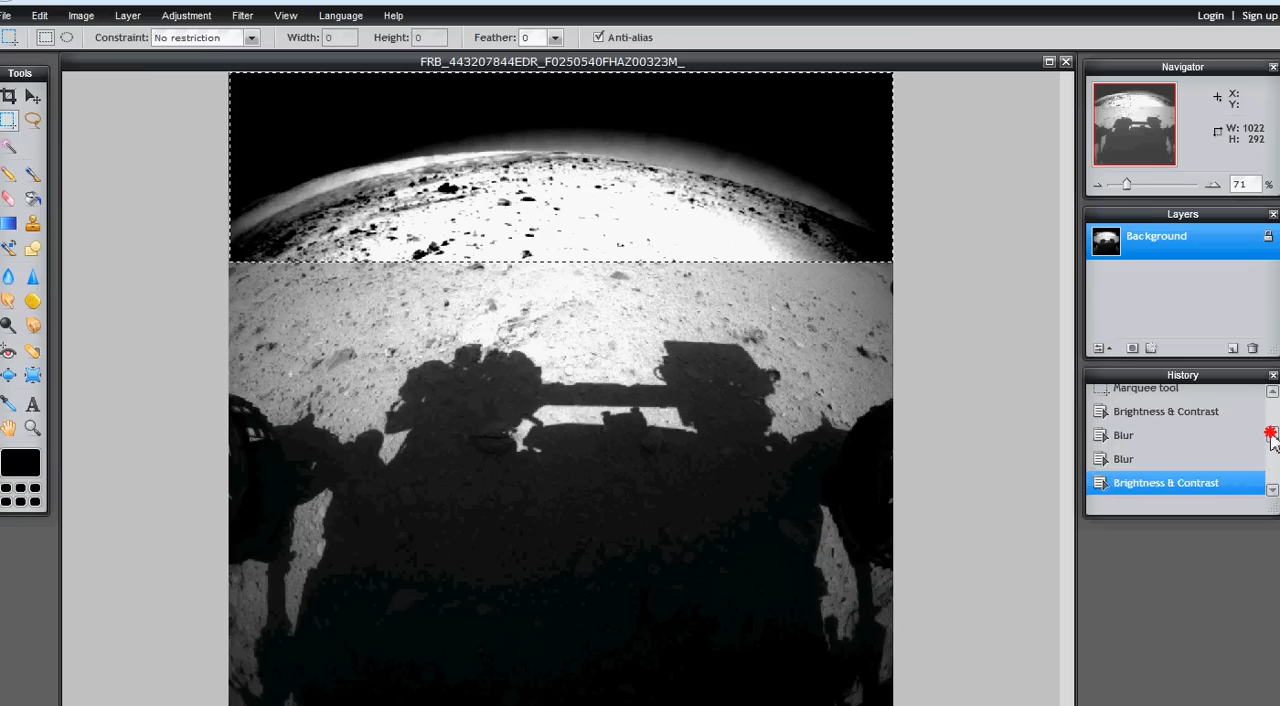 File Edit Image Layer Adjustment Filter View Language Help Login | Sign up
Constraint: No restriction Width: 0 Height: 0 Feather: 0 Anti-alias
FRB_443207844EDR_F0250540FHAZ00323M_
Tools
Navigator
X:
Y:
W: 1022
H: 292
71 %
Layers
Background
History
Marquee tool
Brightness & Contrast
Blur
Blur
Brightness & Contrast